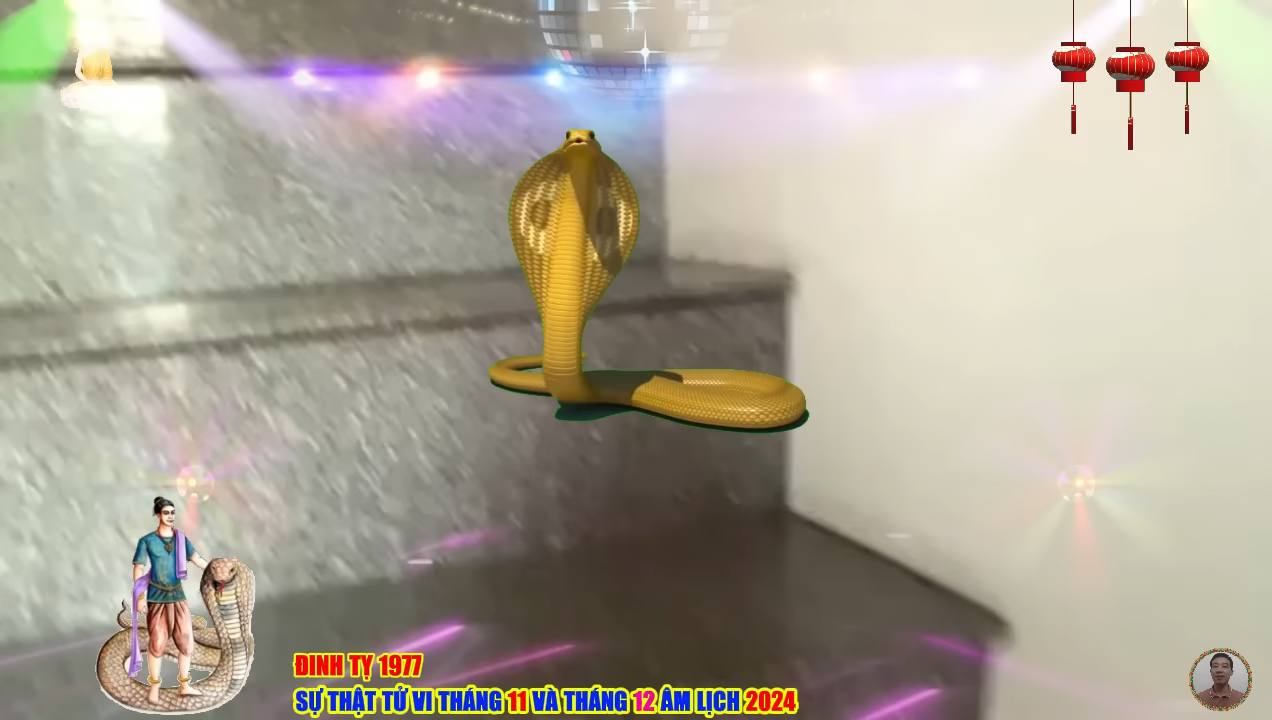 ĐINH TỴ 1977
SỰ THẬT TỬ VI THÁNG 11 VÀ THÁNG 12 ÂM LỊCH 2024